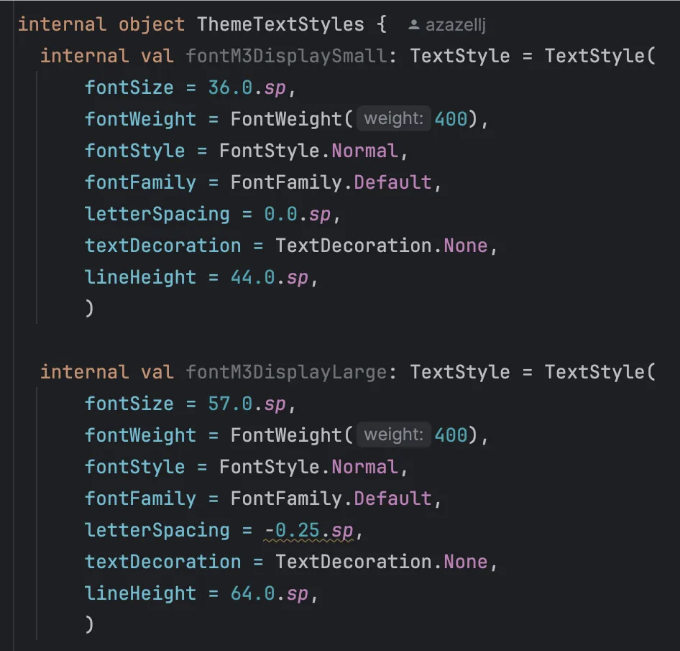 internal object ThemeTextStyles { azazellj
internal val fontM3DisplaySmall: TextStyle = TextStyle(
fontSize = 36.0.sp,
fontWeight = FontWeight( weight: 400),
fontStyle = FontStyle.Normal,
fontFamily = FontFamily.Default,
letterSpacing = 0.0.sp,
textDecoration = TextDecoration.None,
lineHeight = 44.0.sp,
)
internal val fontM3DisplayLarge: TextStyle = TextStyle(
fontSize = 57.0.sp,
fontWeight = FontWeight( weight: 400),
fontStyle = FontStyle.Normal,
fontFamily = FontFamily.Default,
letterSpacing = -0.25.sp,
textDecoration = TextDecoration.None,
lineHeight = 64.0.sp,
)